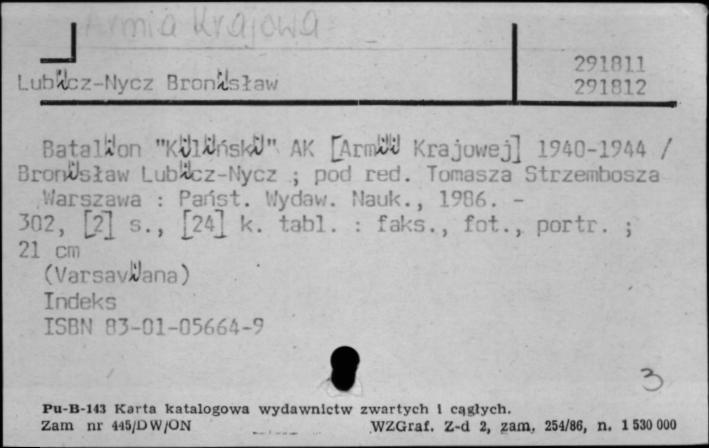 Armia Krajowa
291811
Lubicz-Nycz Bronisław 291812
Batalion "Kiliński" AK [Armii Krajowej] 1940-1944 /
Bronisław Lubicz-Nycz ; pod red. Tomasza Strzembosza
Warszawa : Państ. Wydaw. Nauk., 1986. -
302, [2] s., [24] k. tabl. : faks., fot., portr. ;
21 cm
(Varsaviana)
Indeks
ISBN 83-01-05664-9
3
Pu-B-143 Karta katalogowa wydawnictw zwartych i ciągłych.
Zam nr 445/DW/ON WZGraf. Z-d 2, zam. 254/86, n. 1 530 000